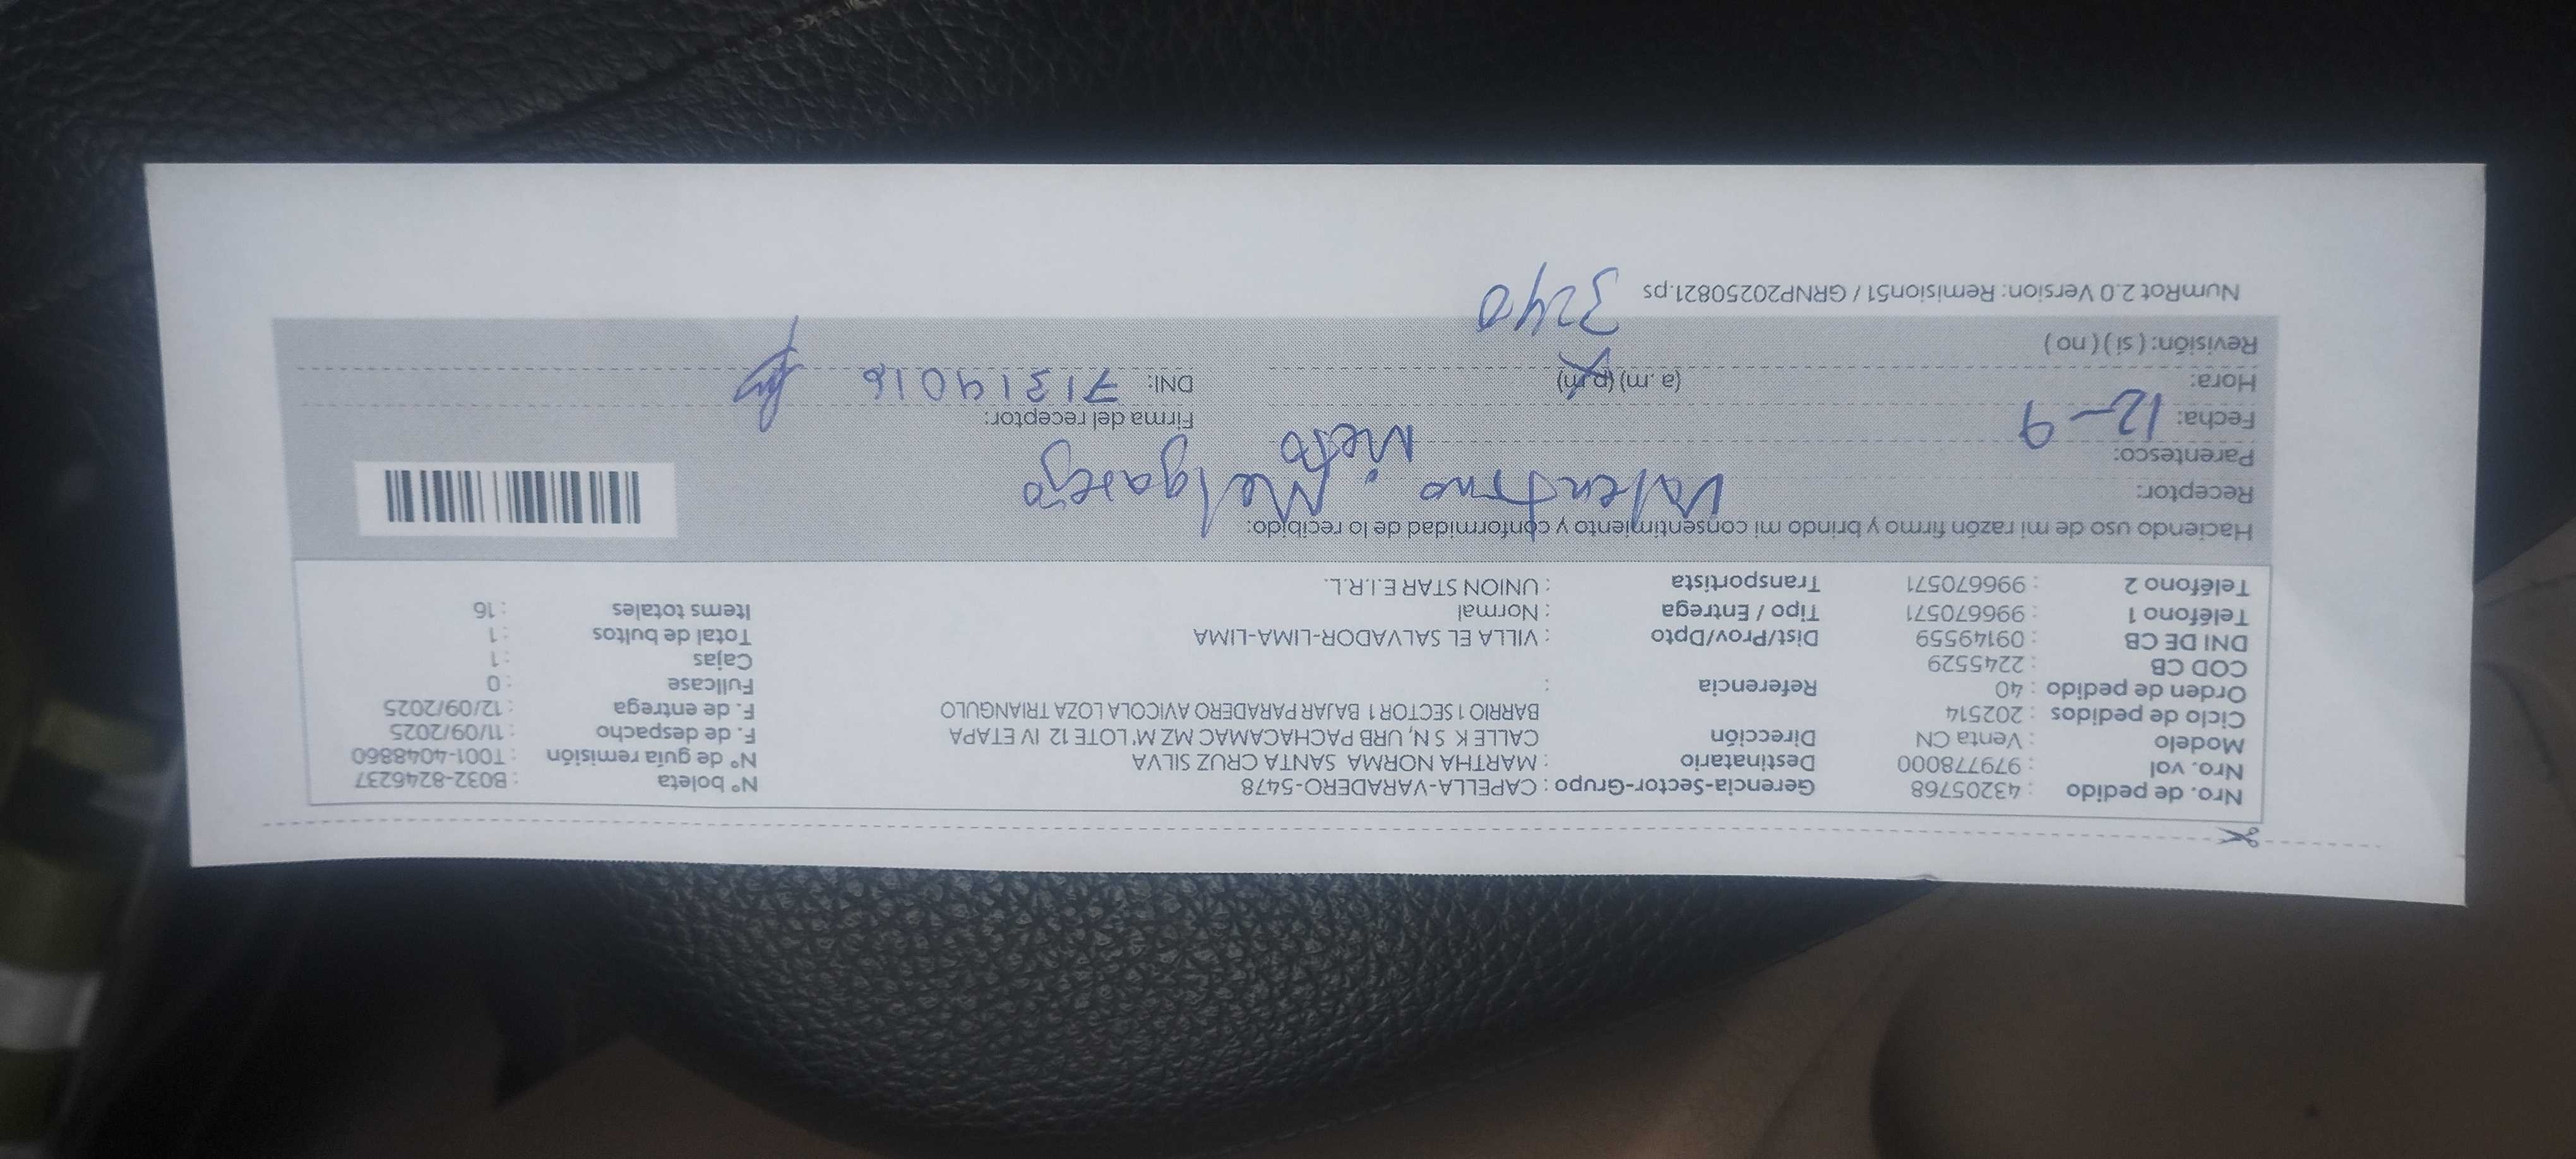 Nro. de pedido : 43205768 Gerencia-Sector-Grupo : CAPELLA-VARADERO-5478 N° boleta : B032-8246237
Nro. vol : 979778000 Destinatario : MARTHA NORMA SANTA CRUZ SILVA N° de guía remisión : T001-4048860
Modelo : Venta CN Dirección CALLE K S N, URB PACHACAMAC MZ M' LOTE 12 IV ETAPA F. de despacho : 11/09/2025
Ciclo de pedidos : 202514 BARRIO 1 SECTOR 1 BAJAR PARADERO AVICOLA LOZA TRIANGULO F. de entrega : 12/09/2025
Orden de pedido : 40 Referencia : Fullcase : 0
COD CB : 2245529 Cajas : 1
DNI DE CB : 09149559 Dist/Prov/Dpto : VILLA EL SALVADOR-LIMA-LIMA Total de bultos : 1
Teléfono 1 : 996670571 Tipo / Entrega : Normal Items totales : 16
Teléfono 2 : 996670571 Transportista : UNION STAR E.I.R.L.
Haciendo uso de mi razón firmo y brindo mi consentimiento y conformidad de lo recibido:
Receptor: Valentino Melgarejo
Parentesco: Nieto
Fecha: 12-9 Firma del receptor:
Hora: (a .m) (p.m) DNI: 71314016
Revisión: ( si ) ( no )
3240
NumRot 2.0 Version: Remision51 / GRNP20250821.ps